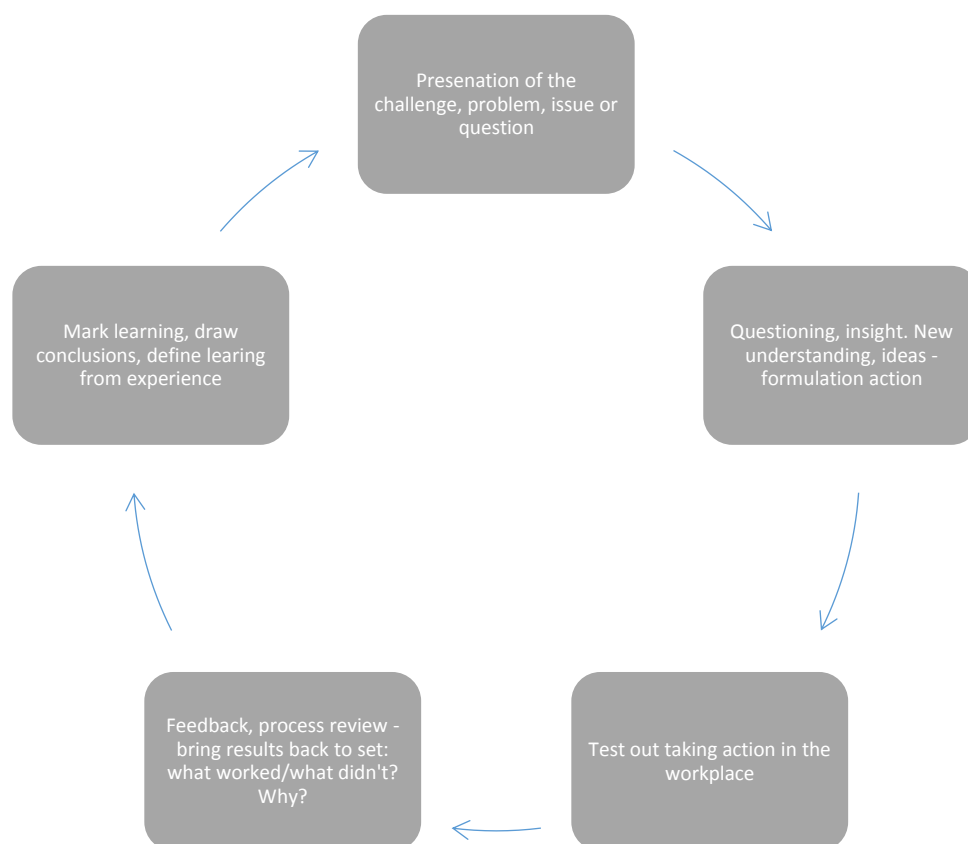 Presenation of the
challenge, problem, issue or
question
Questioning, insight. New
understanding, ideas -
formulation action
Test out taking action in the
workplace
Feedback, process review -
bring results back to set:
what worked/what didn't?
Why?
Mark learning, draw
conclusions, define learing
from experience